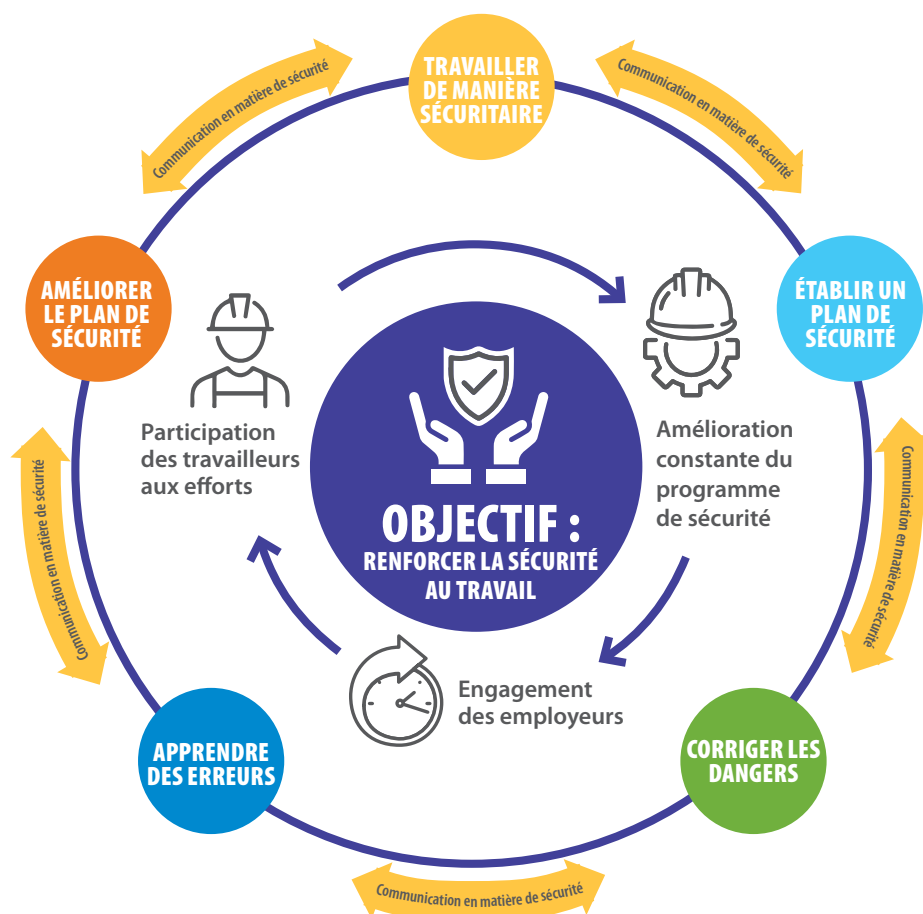 TRAVAILLER
DE MANIÈRE
SÉCURITAIRE
Communication en matière de sécurité
Communication en matière de sécurité
AMÉLIORER
LE PLAN DE
SÉCURITÉ
ÉTABLIR UN
PLAN DE
SÉCURITÉ
Participation
des travailleurs
aux efforts
Amélioration
constante du
programme
de sécurité
OBJECTIF :
RENFORCER LA SÉCURITÉ
AU TRAVAIL
Communication en matière de sécurité
Communication en matière de sécurité
Engagement
des employeurs
APPRENDRE
DES ERREURS
CORRIGER LES
DANGERS
Communication en matière de sécurité